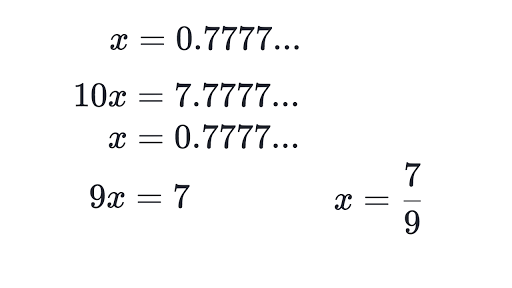 x = 0.7777...
10x = 7.7777...
x = 0.7777...
9x = 7
x = 7/9